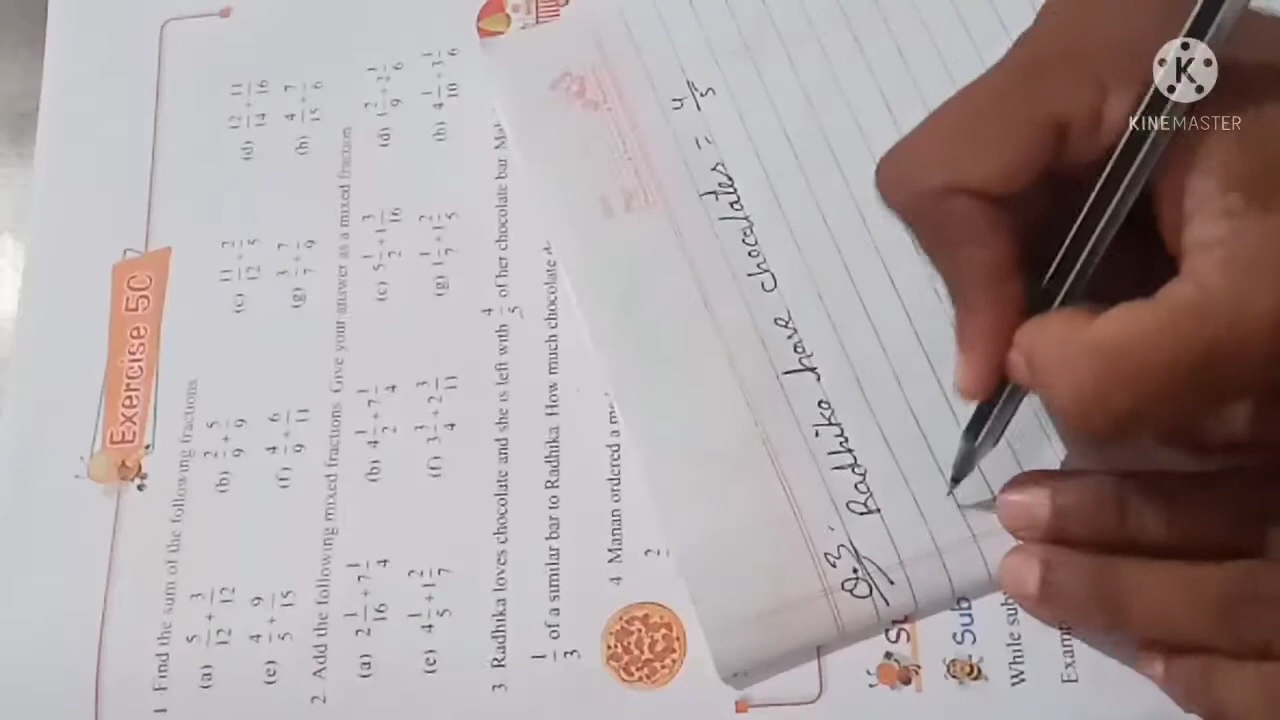 Exercise 5C
1 Find the sum of the following fractions.
(a) 5/12 + 3/12 (b) 2/9 + 5/9 (c) 11/12 + 2/5 (d) 12/14 + 11/16
(e) 4/5 + 9/15 (f) 4/9 + 6/11 (g) 3/7 + 7/9 (h) 4/15 + 7/6
2 Add the following mixed fractions. Give your answer as a mixed fraction.
(a) 2 1/16 + 7 1/4 (b) 4 1/2 + 7 1/4 (c) 5 1/2 + 1 3/16 (d) 1 2/9 + 2 1/6
(e) 4 1/5 + 1 2/7 (f) 3 3/4 + 2 3/11 (g) 1 1/7 + 1 2/5 (h) 4 1/10 + 3 1/6
3 Radhika loves chocolate and she is left with 4/5 of her chocolate bar.
1/3 of a similar bar to Radhika. How much chocolate
4 Manan ordered a
2
Q.3. Radhika have chocalates = 4/5
Sub
While sub
Examp
KINEMASTER